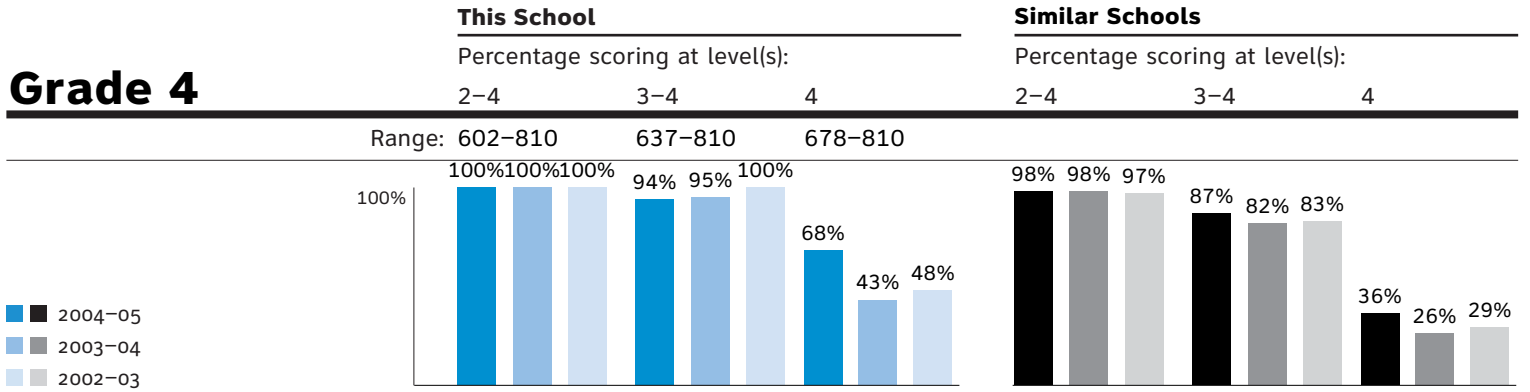 This School Similar Schools
Percentage scoring at level(s): Percentage scoring at level(s):
Grade 4 2–4 3–4 4 2–4 3–4 4
Range: 602–810 637–810 678–810
100% 100% 100% 100% 94% 95% 100% 68% 43% 48% 98% 98% 97% 87% 82% 83% 36% 26% 29%
2004–05
2003–04
2002–03